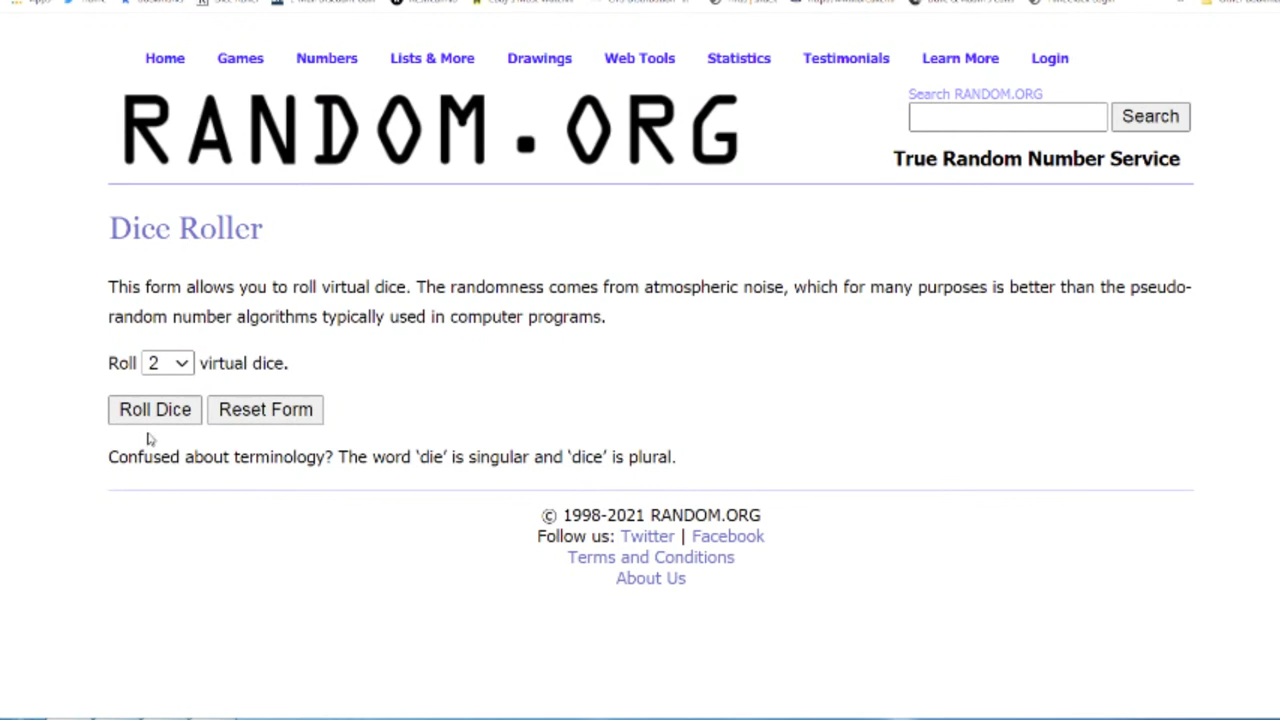 Home Games Numbers Lists & More Drawings Web Tools Statistics Testimonials Learn More Login
Search RANDOM.ORG
RANDOM.ORG
Search
True Random Number Service
Dice Roller
This form allows you to roll virtual dice. The randomness comes from atmospheric noise, which for many purposes is better than the pseudo-
random number algorithms typically used in computer programs.
Roll 2 virtual dice.
Roll Dice Reset Form
Confused about terminology? The word ‘die’ is singular and ‘dice’ is plural.
© 1998-2021 RANDOM.ORG
Follow us: Twitter | Facebook
Terms and Conditions
About Us